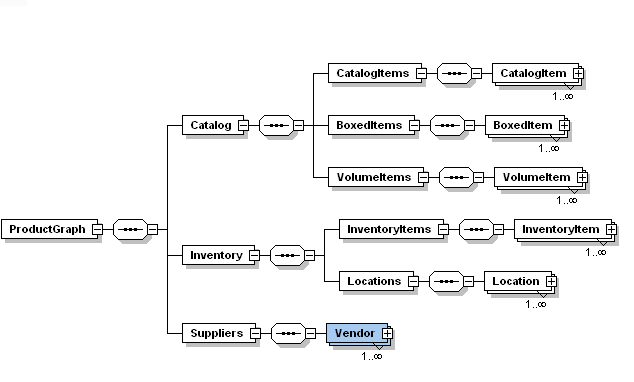 CatalogItems
CatalogItem
1..∞
Catalog
BoxedItems
BoxedItem
1..∞
VolumeItems
VolumeItem
1..∞
ProductGraph
Inventory
InventoryItems
InventoryItem
1..∞
Locations
Location
1..∞
Suppliers
Vendor
1..∞